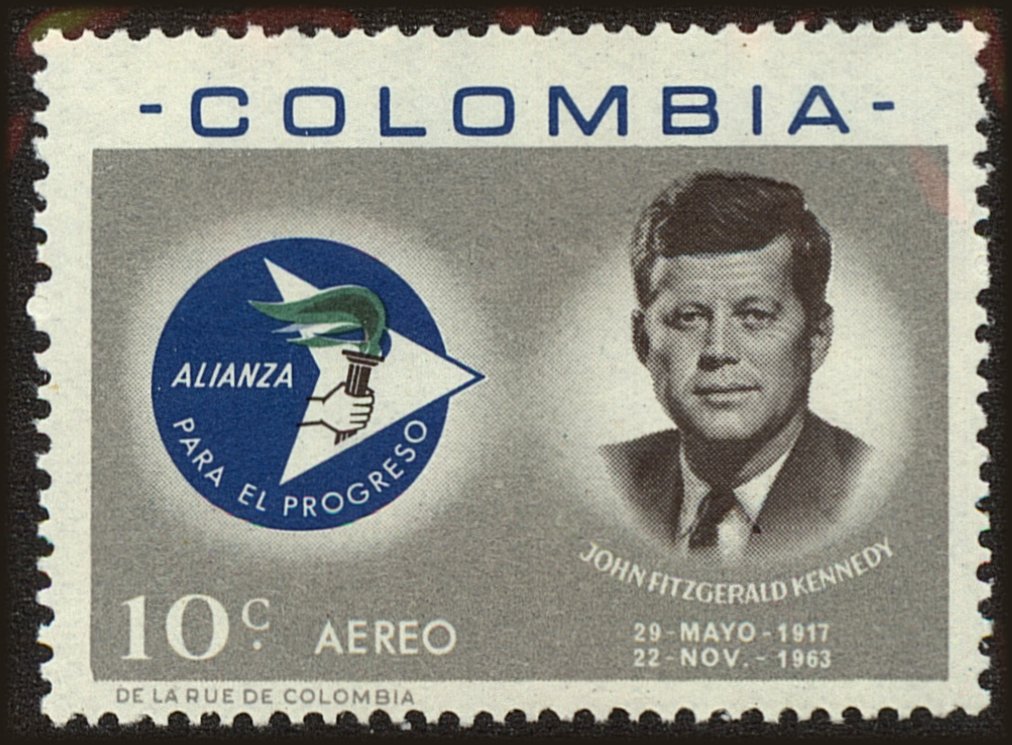 -COLOMBIA-
ALIANZA
PARA EL PROGRESO
JOHN FITZGERALD KENNEDY
10c. AEREO
29-MAYO-1917
22-NOV.-1963
DE LA RUE DE COLOMBIA